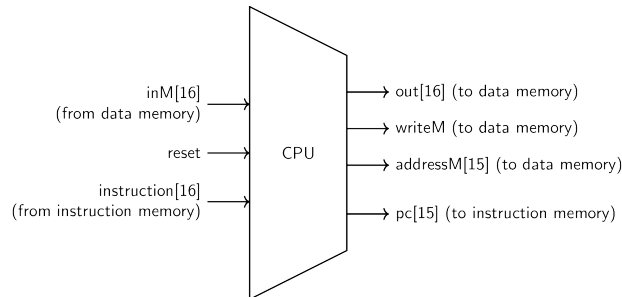 inM[16]
(from data memory)
reset
instruction[16]
(from instruction memory)
CPU
out[16] (to data memory)
writeM (to data memory)
addressM[15] (to data memory)
pc[15] (to instruction memory)